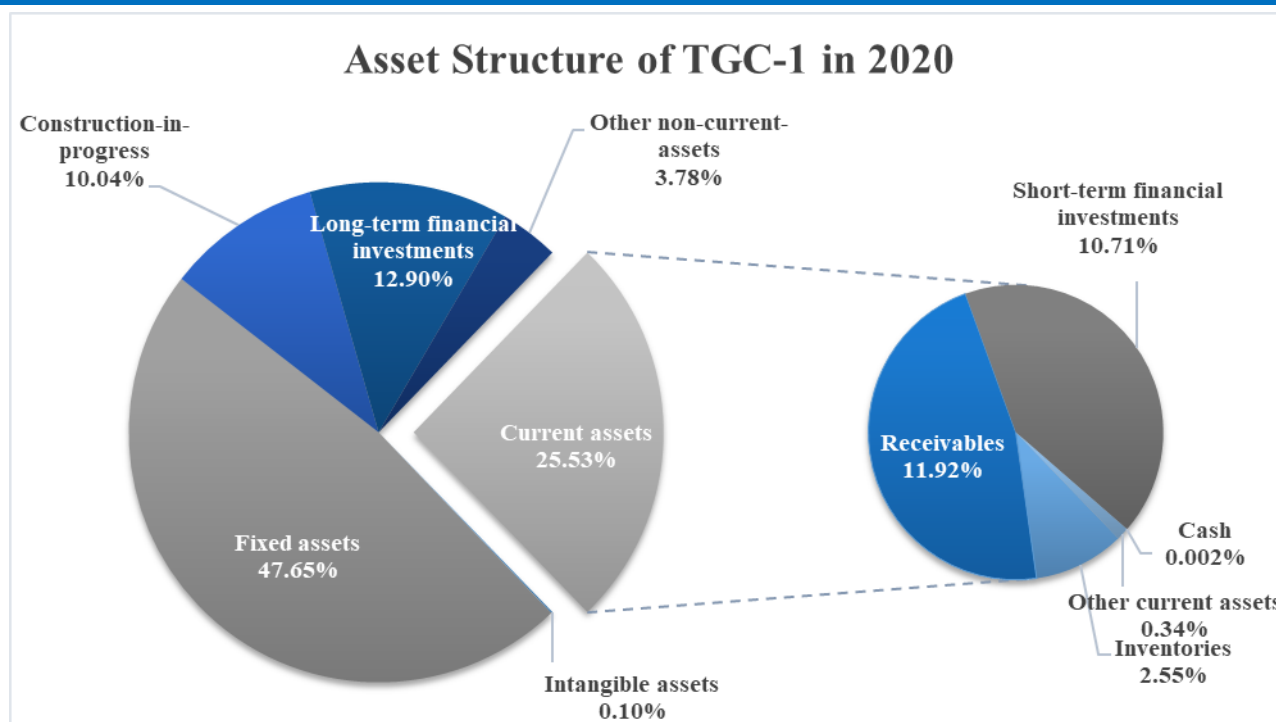 Asset Structure of TGC-1 in 2020
Construction-in-
progress
10.04%
Long-term financial
investments
12.90%
Other non-current-
assets
3.78%
Current assets
25.53%
Fixed assets
47.65%
Intangible assets
0.10%
Short-term financial
investments
10.71%
Receivables
11.92%
Cash
0.002%
Other current assets
0.34%
Inventories
2.55%